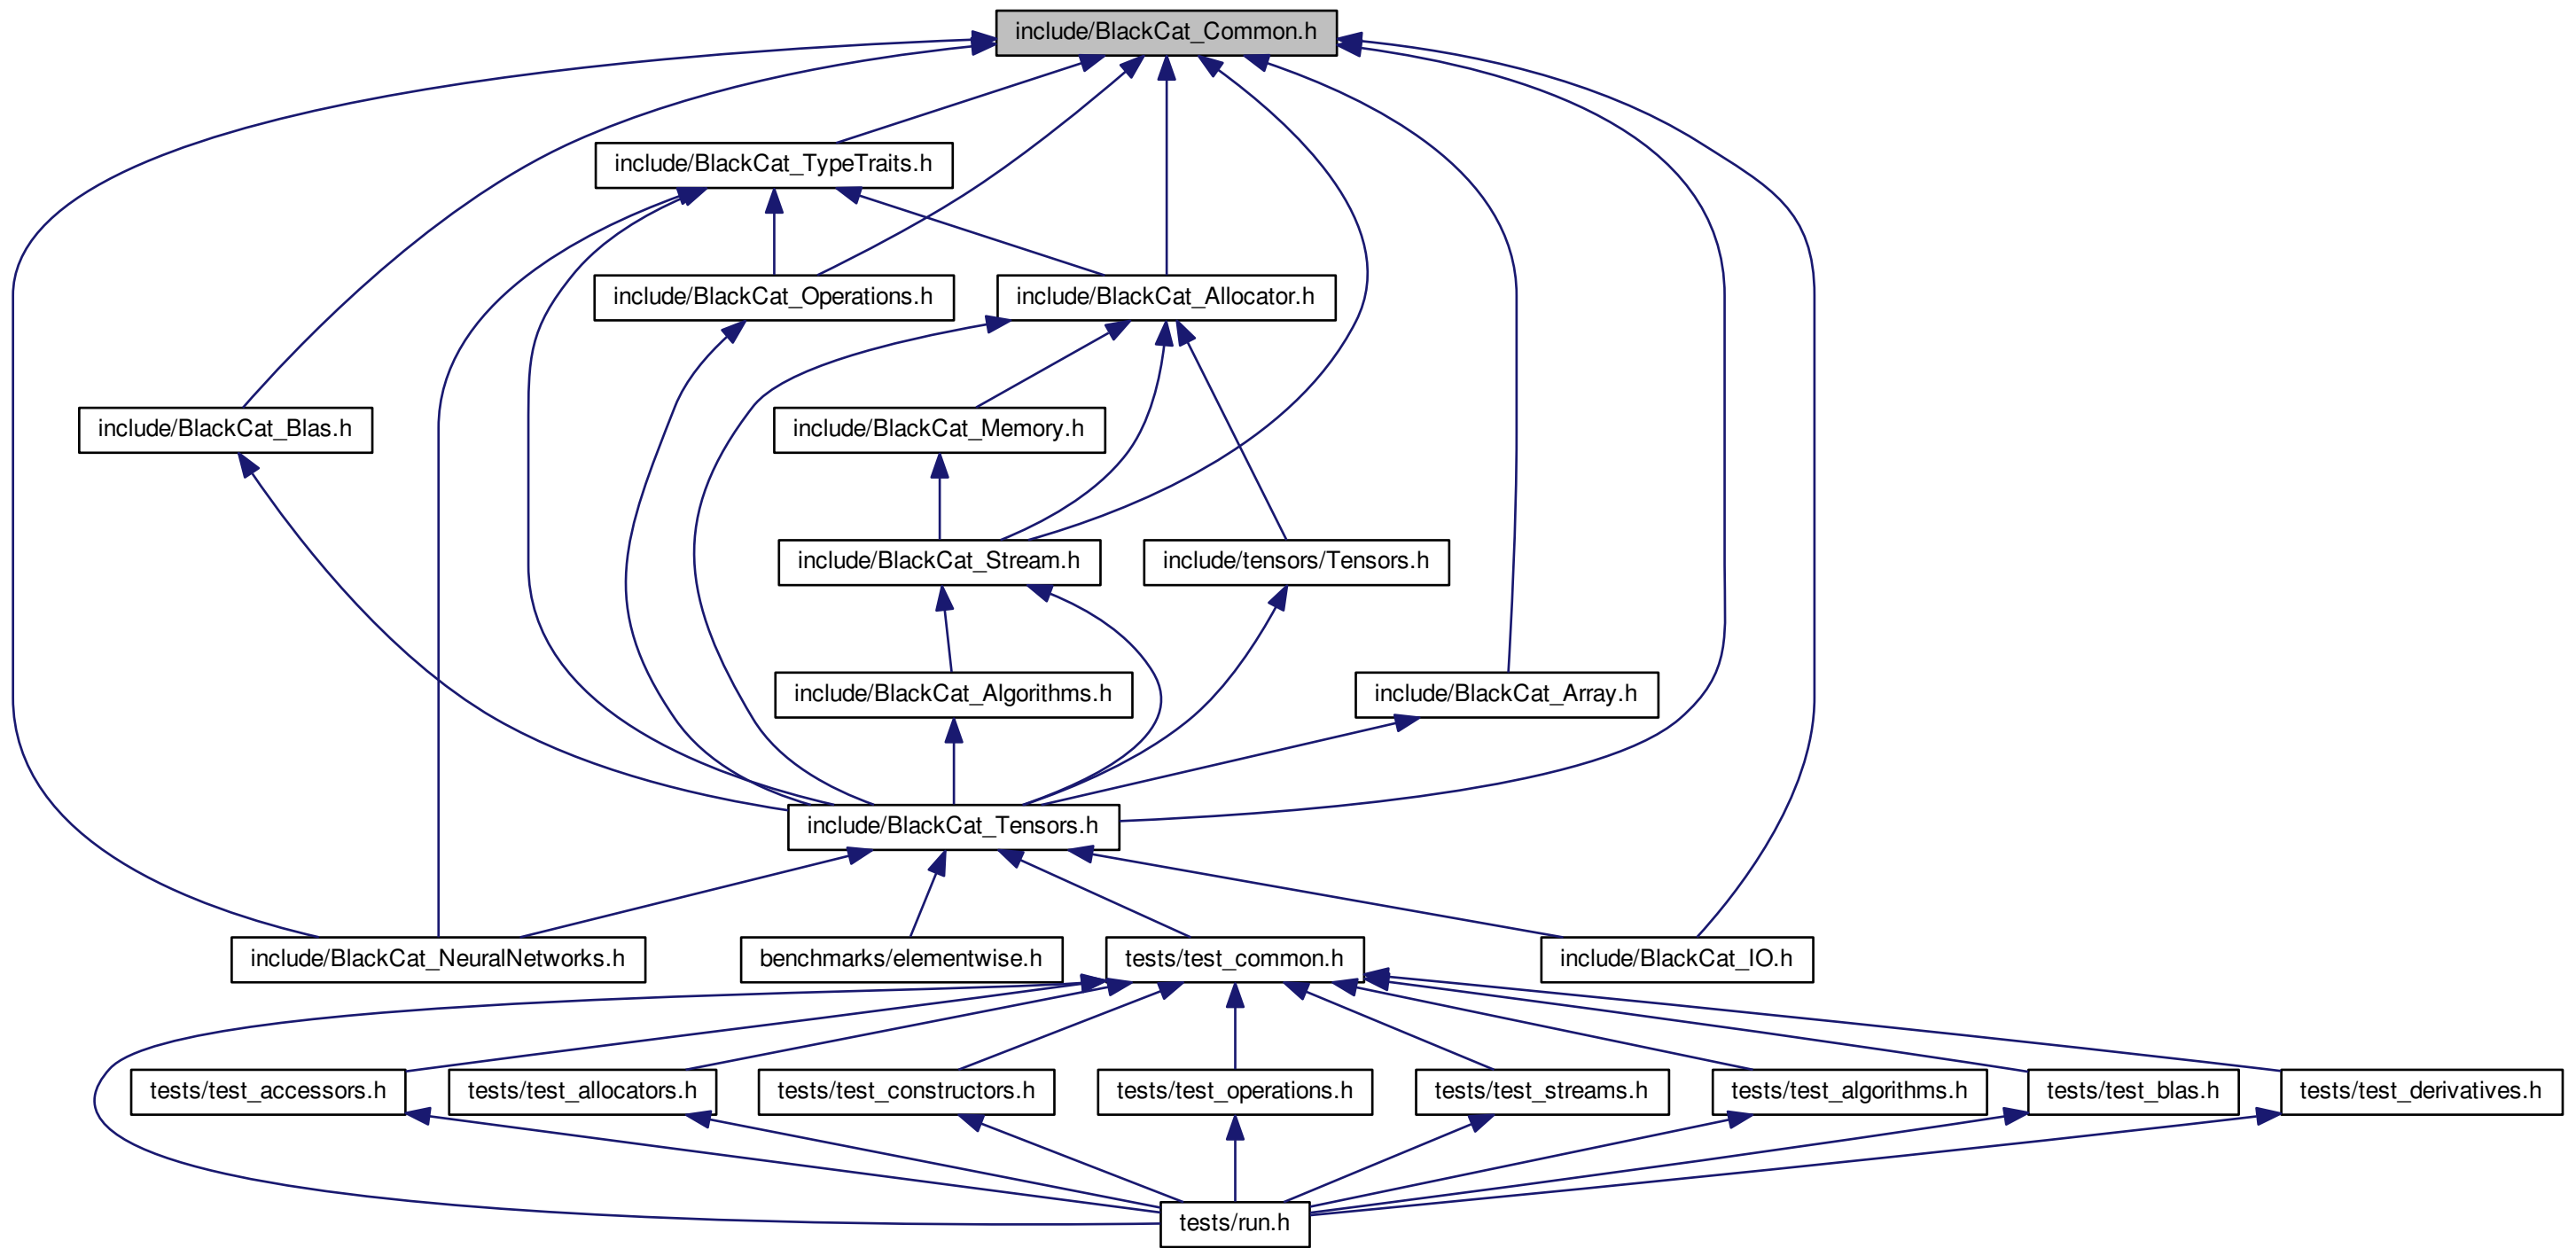 include/BlackCat_Common.h
include/BlackCat_TypeTraits.h
include/BlackCat_Operations.h
include/BlackCat_Allocator.h
include/BlackCat_Blas.h
include/BlackCat_Memory.h
include/BlackCat_Stream.h
include/tensors/Tensors.h
include/BlackCat_Algorithms.h
include/BlackCat_Array.h
include/BlackCat_Tensors.h
include/BlackCat_NeuralNetworks.h
benchmarks/elementwise.h
tests/test_common.h
include/BlackCat_IO.h
tests/test_accessors.h
tests/test_allocators.h
tests/test_constructors.h
tests/test_operations.h
tests/test_streams.h
tests/test_algorithms.h
tests/test_blas.h
tests/test_derivatives.h
tests/run.h